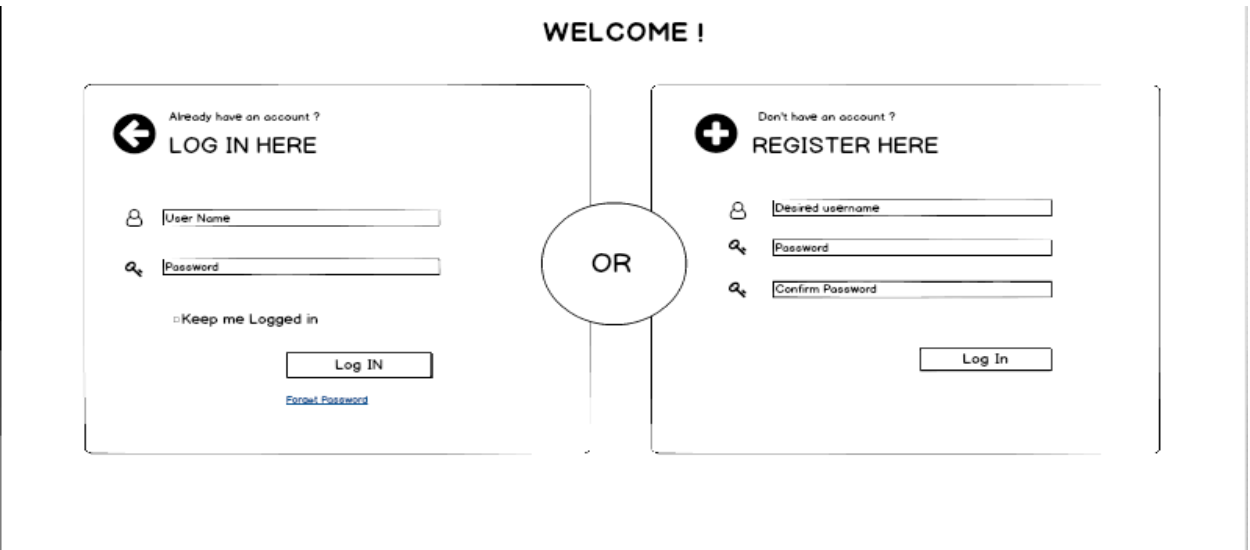 WELCOME !
Already have an account ?
LOG IN HERE
User Name
Password
Keep me Logged in
Log IN
Forget Password
OR
Don't have an account ?
REGISTER HERE
Desired username
Password
Confirm Password
Log In